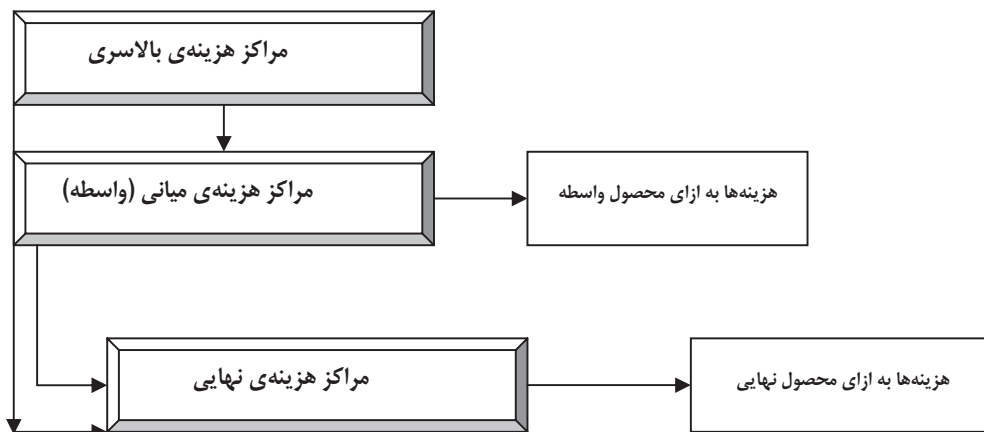 مراکز هزینه‌ی بالاسری
مراکز هزینه‌ی میانی (واسطه)
هزینه‌ها به ازای محصول واسطه
مراکز هزینه‌ی نهایی
هزینه‌ها به ازای محصول نهایی